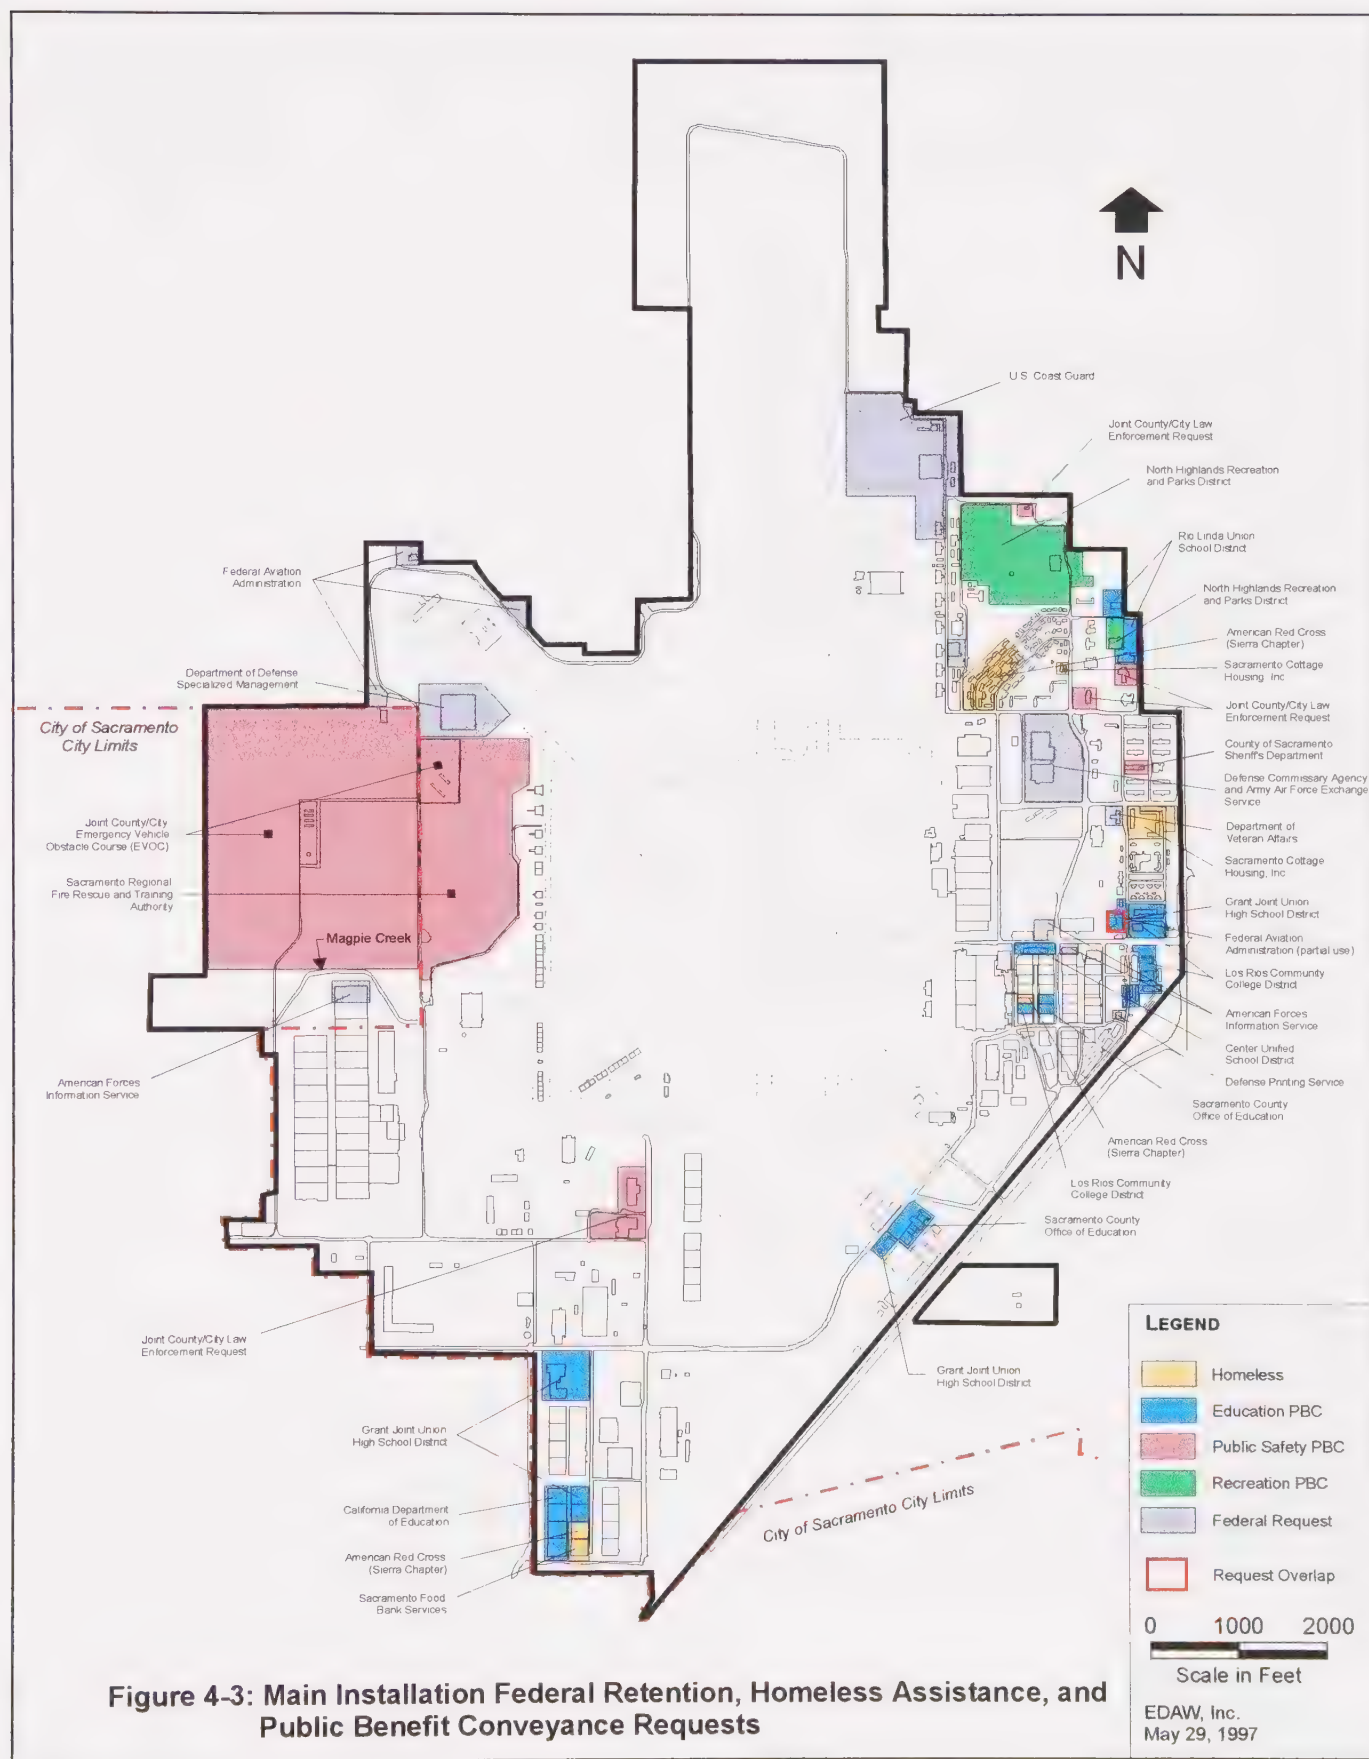 N
U.S. Coast Guard
Joint County/City Law
Enforcement Request
North Highlands Recreation
and Parks District
Rio Linda Union
School District
North Highlands Recreation
and Parks District
American Red Cross
(Sierra Chapter)
Sacramento Cottage
Housing, Inc
Joint County/City Law
Enforcement Request
County of Sacramento
Sheriff's Department
Defense Commissary Agency
and Army Air Force Exchange
Service
Department of
Veteran Affairs
Sacramento Cottage
Housing, Inc
Grant Joint Union
High School District
Federal Aviation
Administration (partial use)
Los Rios Community
College District
American Forces
Information Service
Center Unified
School District
Defense Printing Service
Sacramento County
Office of Education
American Red Cross
(Sierra Chapter)
Los Rios Community
College District
Sacramento County
Office of Education
Grant Joint Union
High School District
Federal Aviation
Administration
Department of Defense
Specialized Management
City of Sacramento
City Limits
Joint County/City
Emergency Vehicle
Obstacle Course (EVOC)
Sacramento Regional
Fire Rescue and Training
Authority
Magpie Creek
American Forces
Information Service
Joint County/City Law
Enforcement Request
Grant Joint Union
High School District
California Department
of Education
American Red Cross
(Sierra Chapter)
Sacramento Food
Bank Services
City of Sacramento City Limits
LEGEND
Homeless
Education PBC
Public Safety PBC
Recreation PBC
Federal Request
Request Overlap
0 1000 2000
Scale in Feet
EDAW, Inc.
May 29, 1997
Figure 4-3: Main Installation Federal Retention, Homeless Assistance, and
Public Benefit Conveyance Requests